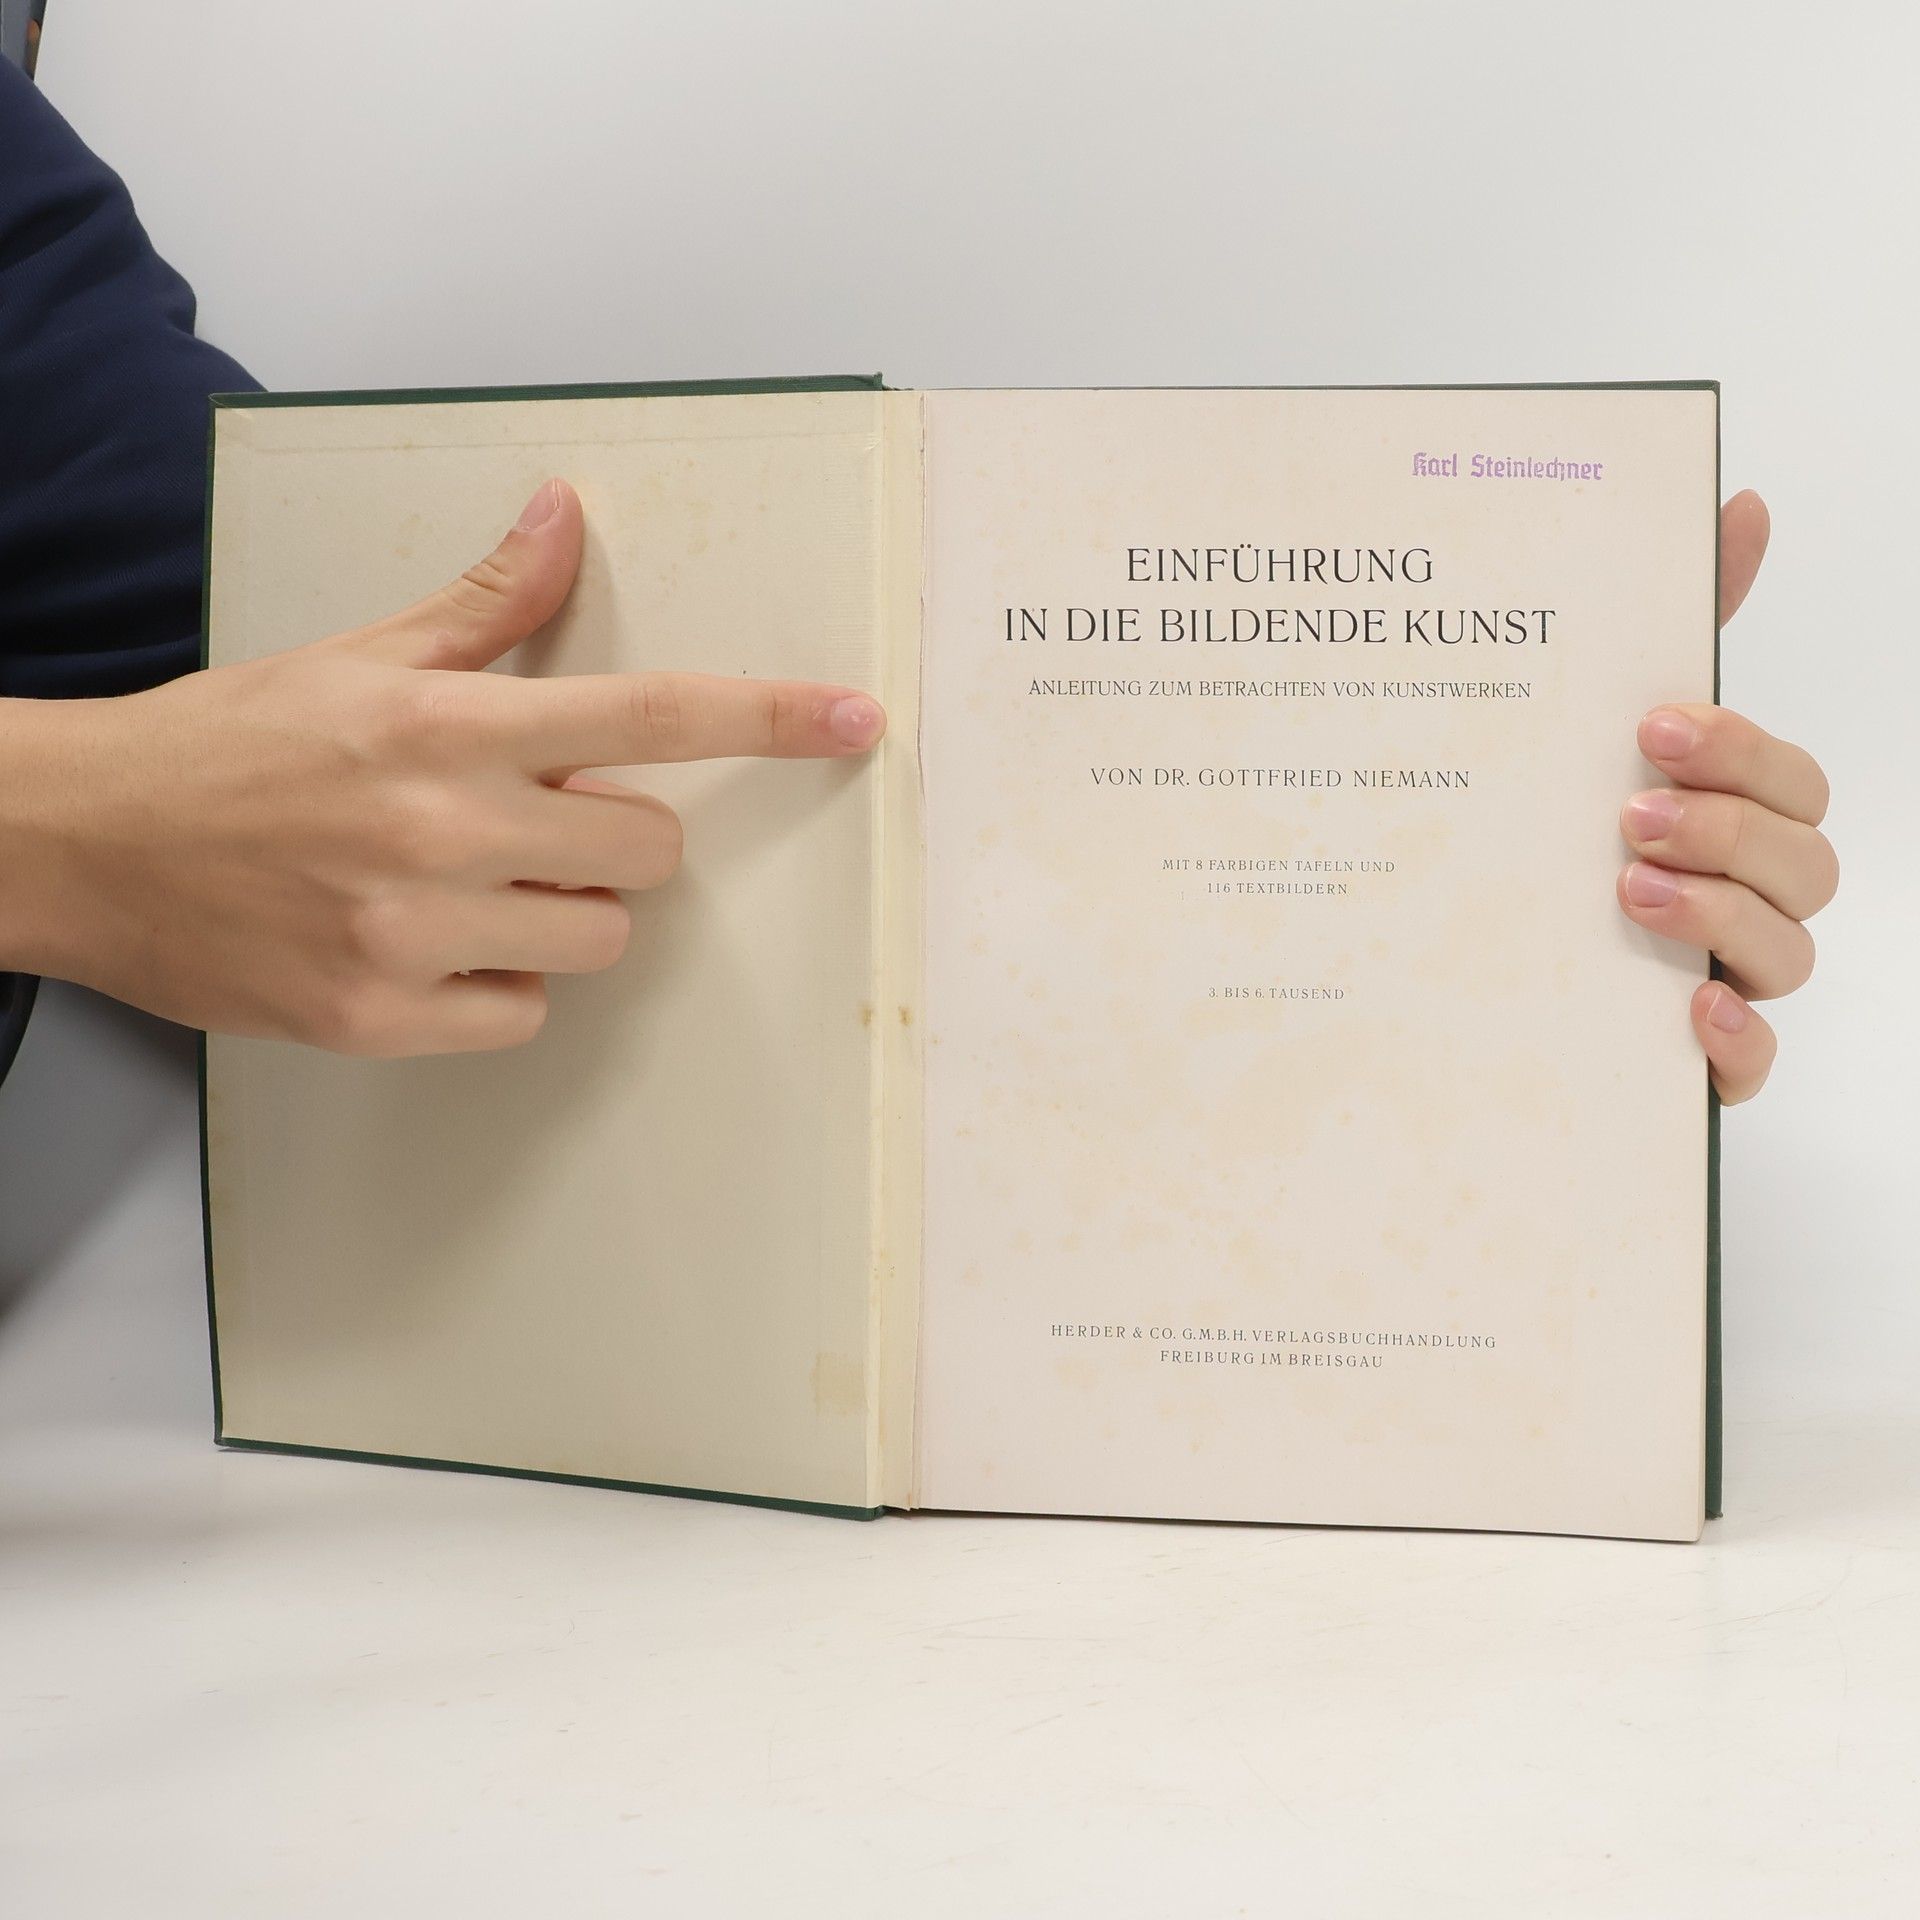 Karl Steinlechner
EINFÜHRUNG
IN DIE BILDENDE KUNST
ANLEITUNG ZUM BETRACHTEN VON KUNSTWERKEN
VON DR. GOTTFRIED NIEMANN
MIT 8 FARBIGEN TAFELN UND
116 TEXTBILDERN
3. BIS 6. TAUSEND
HERDER & CO. G.M.B.H. VERLAGSBUCHHANDLUNG
FREIBURG IM BREISGAU